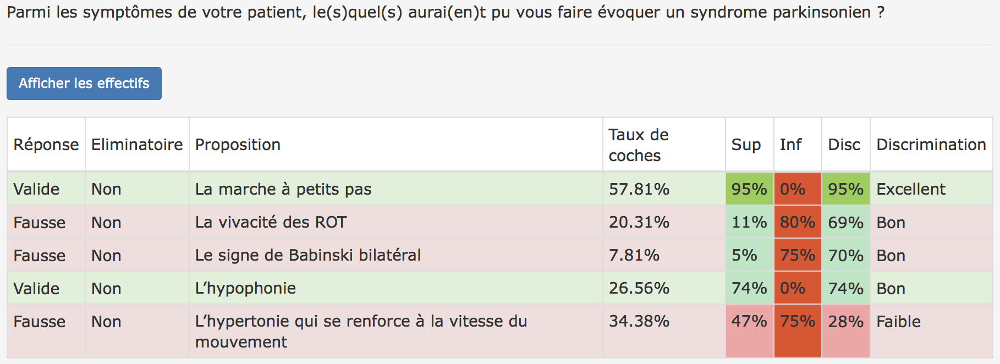 Parmi les symptômes de votre patient, le(s)quel(s) aurai(en)t pu vous faire évoquer un syndrome parkinsonien ?
Afficher les effectifs
Réponse Eliminatoire Proposition Taux de coches Sup Inf Disc Discrimination
Valide Non La marche à petits pas 57.81% 95% 0% 95% Excellent
Fausse Non La vivacité des ROT 20.31% 11% 80% 69% Bon
Fausse Non Le signe de Babinski bilatéral 7.81% 5% 75% 70% Bon
Valide Non L’hypophonie 26.56% 74% 0% 74% Bon
Fausse Non L’hypertonie qui se renforce à la vitesse du 34.38% 47% 75% 28% Faible
mouvement